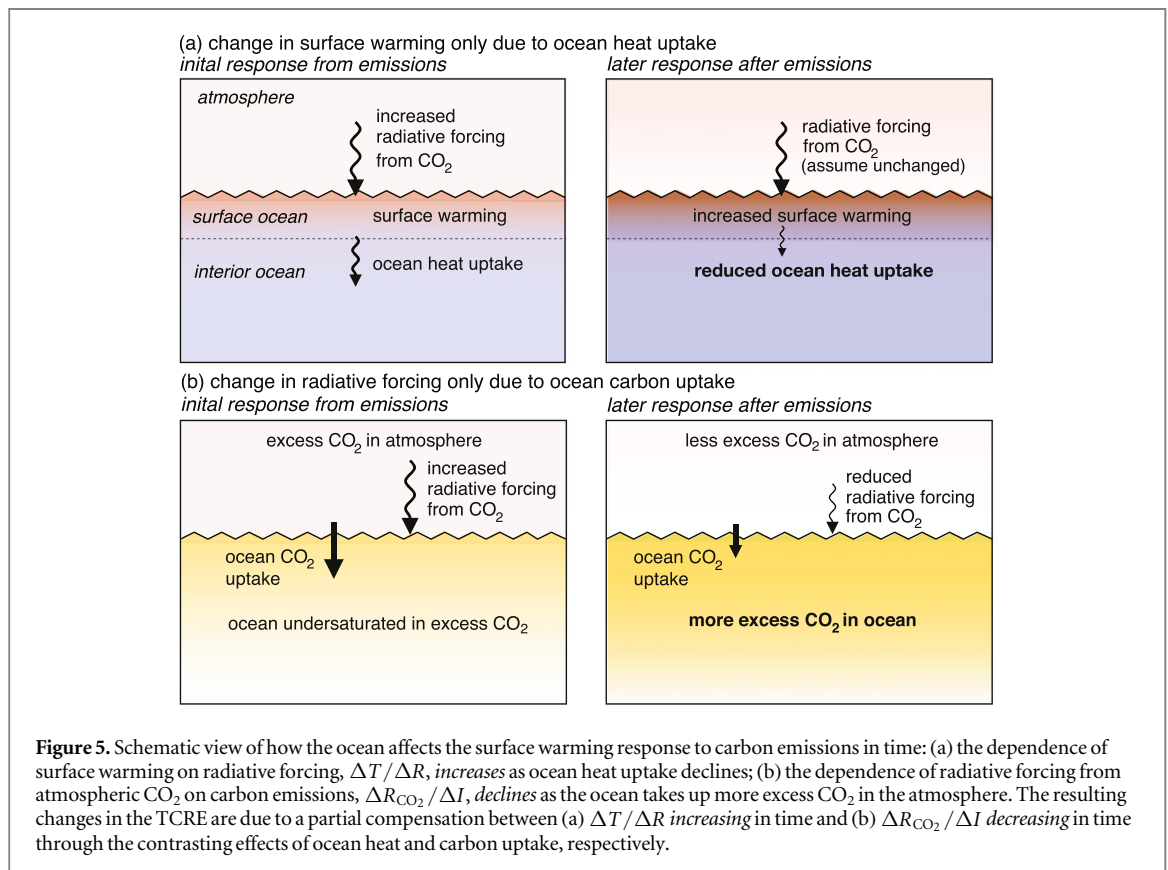 (a) change in surface warming only due to ocean heat uptake
inital response from emissions
later response after emissions
atmosphere
increased
radiative forcing
from CO2
surface ocean
surface warming
interior ocean
ocean heat uptake
radiative forcing
from CO2
(assume unchanged)
increased surface warming
reduced ocean heat uptake
(b) change in radiative forcing only due to ocean carbon uptake
inital response from emissions
later response after emissions
excess CO2 in atmosphere
increased
radiative forcing
from CO2
ocean CO2
uptake
ocean undersaturated in excess CO2
less excess CO2 in atmosphere
reduced
radiative forcing
from CO2
ocean CO2
uptake
more excess CO2 in ocean
Figure 5. Schematic view of how the ocean affects the surface warming response to carbon emissions in time: (a) the dependence of
surface warming on radiative forcing, ΔT/ΔR, increases as ocean heat uptake declines; (b) the dependence of radiative forcing from
atmospheric CO2 on carbon emissions, ΔRCO2/ΔI, declines as the ocean takes up more excess CO2 in the atmosphere. The resulting
changes in the TCRE are due to a partial compensation between (a) ΔT/ΔR increasing in time and (b) ΔRCO2/ΔI decreasing in time
through the contrasting effects of ocean heat and carbon uptake, respectively.